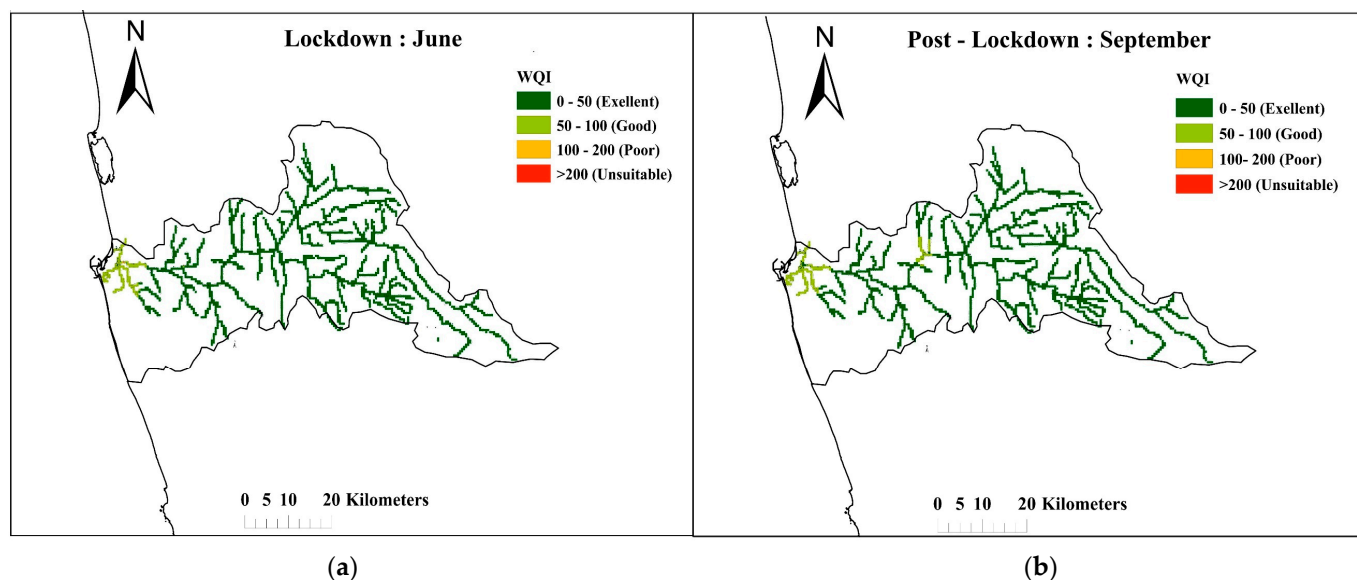 Lockdown : June
N
WQI
0 - 50 (Exellent)
50 - 100 (Good)
100 - 200 (Poor)
>200 (Unsuitable)
0 5 10 20 Kilometers
(a)
Post - Lockdown : September
N
WQI
0 - 50 (Exellent)
50 - 100 (Good)
100- 200 (Poor)
>200 (Unsuitable)
0 5 10 20 Kilometers
(b)